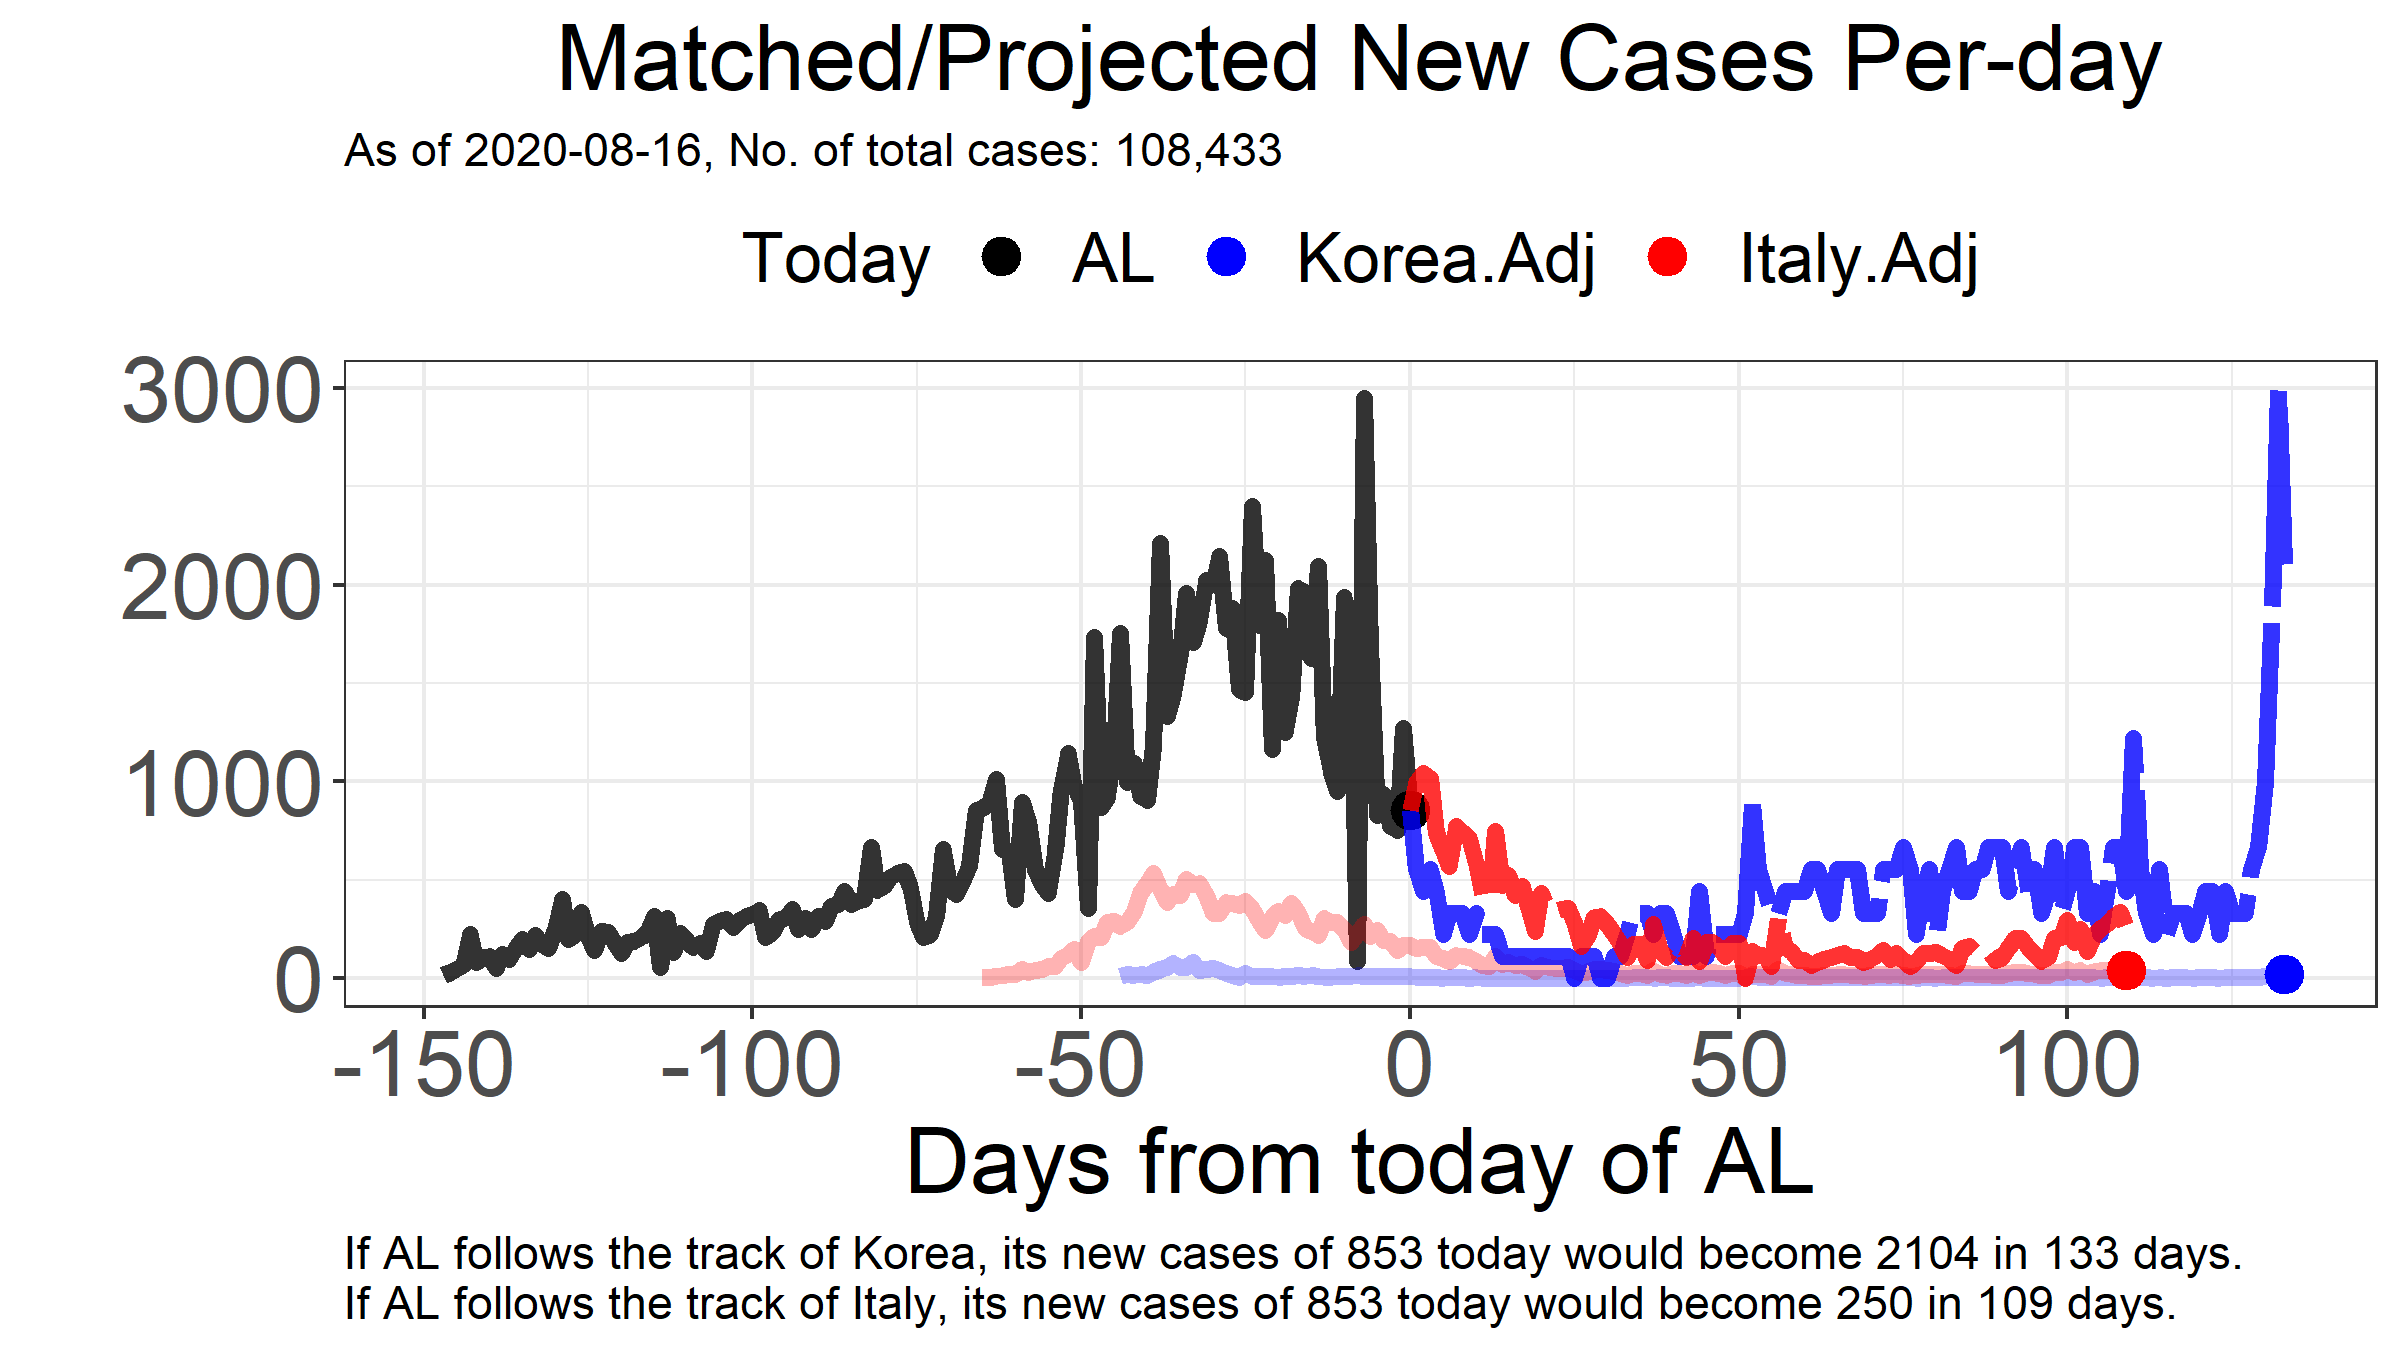 Matched/Projected New Cases Per-day
As of 2020-08-16, No. of total cases: 108,433
Today AL Korea.Adj Italy.Adj
3000
2000
1000
0
-150 -100 -50 0 50 100
Days from today of AL
If AL follows the track of Korea, its new cases of 853 today would become 2104 in 133 days.
If AL follows the track of Italy, its new cases of 853 today would become 250 in 109 days.